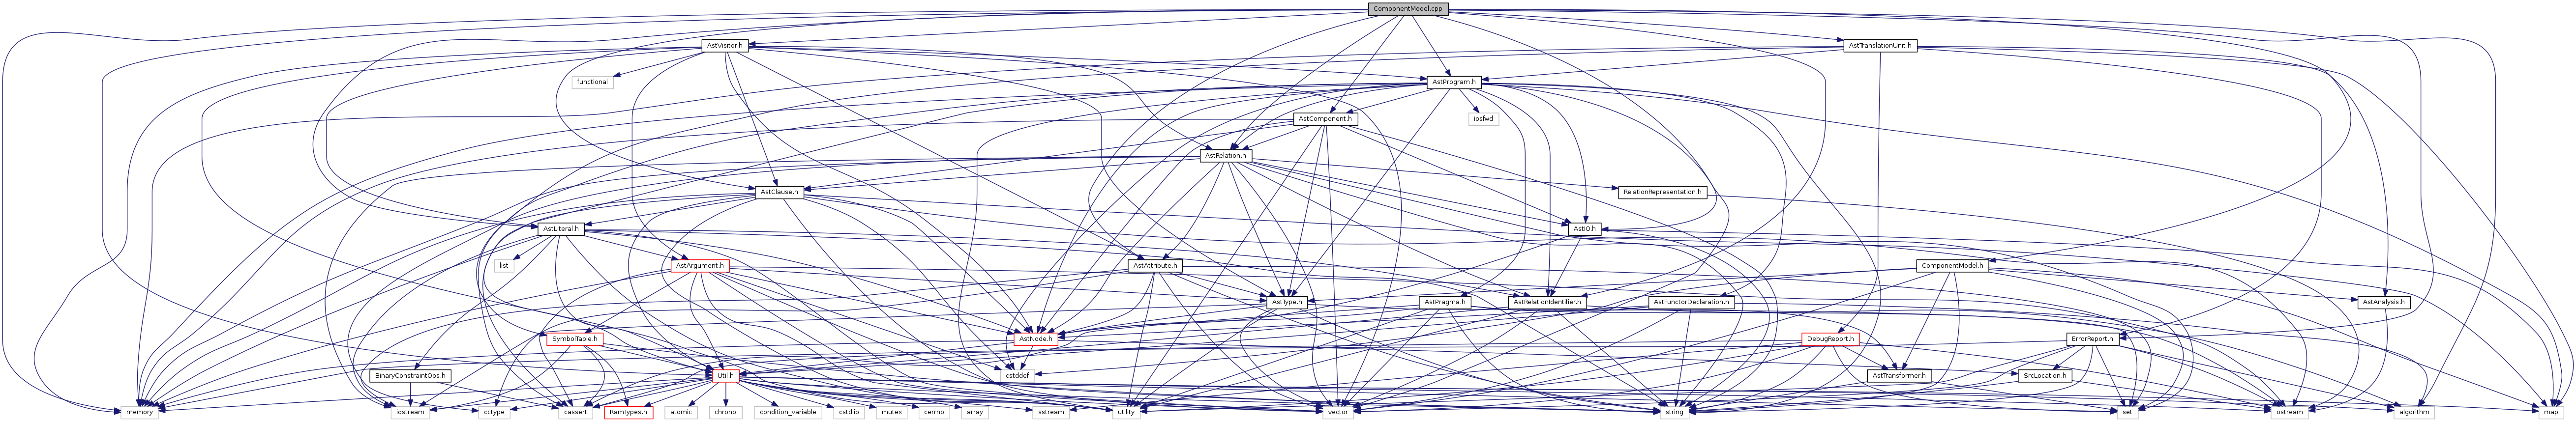 ComponentModel.cpp
AstVisitor.h
AstTranslationUnit.h
functional
AstProgram.h
AstComponent.h
iosfwd
AstRelation.h
AstClause.h
RelationRepresentation.h
AstLiteral.h
AstIO.h
list
AstArgument.h
AstAttribute.h
ComponentModel.h
AstType.h
AstPragma.h
AstRelationIdentifier.h
AstFunctorDeclaration.h
AstAnalysis.h
SymbolTable.h
AstNode.h
DebugReport.h
ErrorReport.h
BinaryConstraintOps.h
Util.h
AstTransformer.h
SrcLocation.h
memory
iostream
cctype
cassert
RamTypes.h
atomic
chrono
condition_variable
cstdlib
mutex
cerrno
array
sstream
utility
vector
string
set
ostream
algorithm
map
cstddef